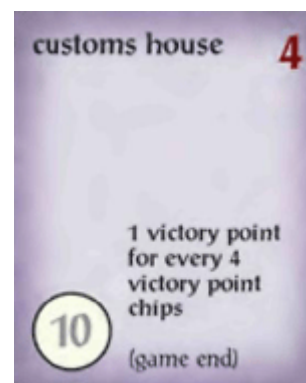 customs house 4
1 victory point
for every 4
victory point
chips
10
(game end)